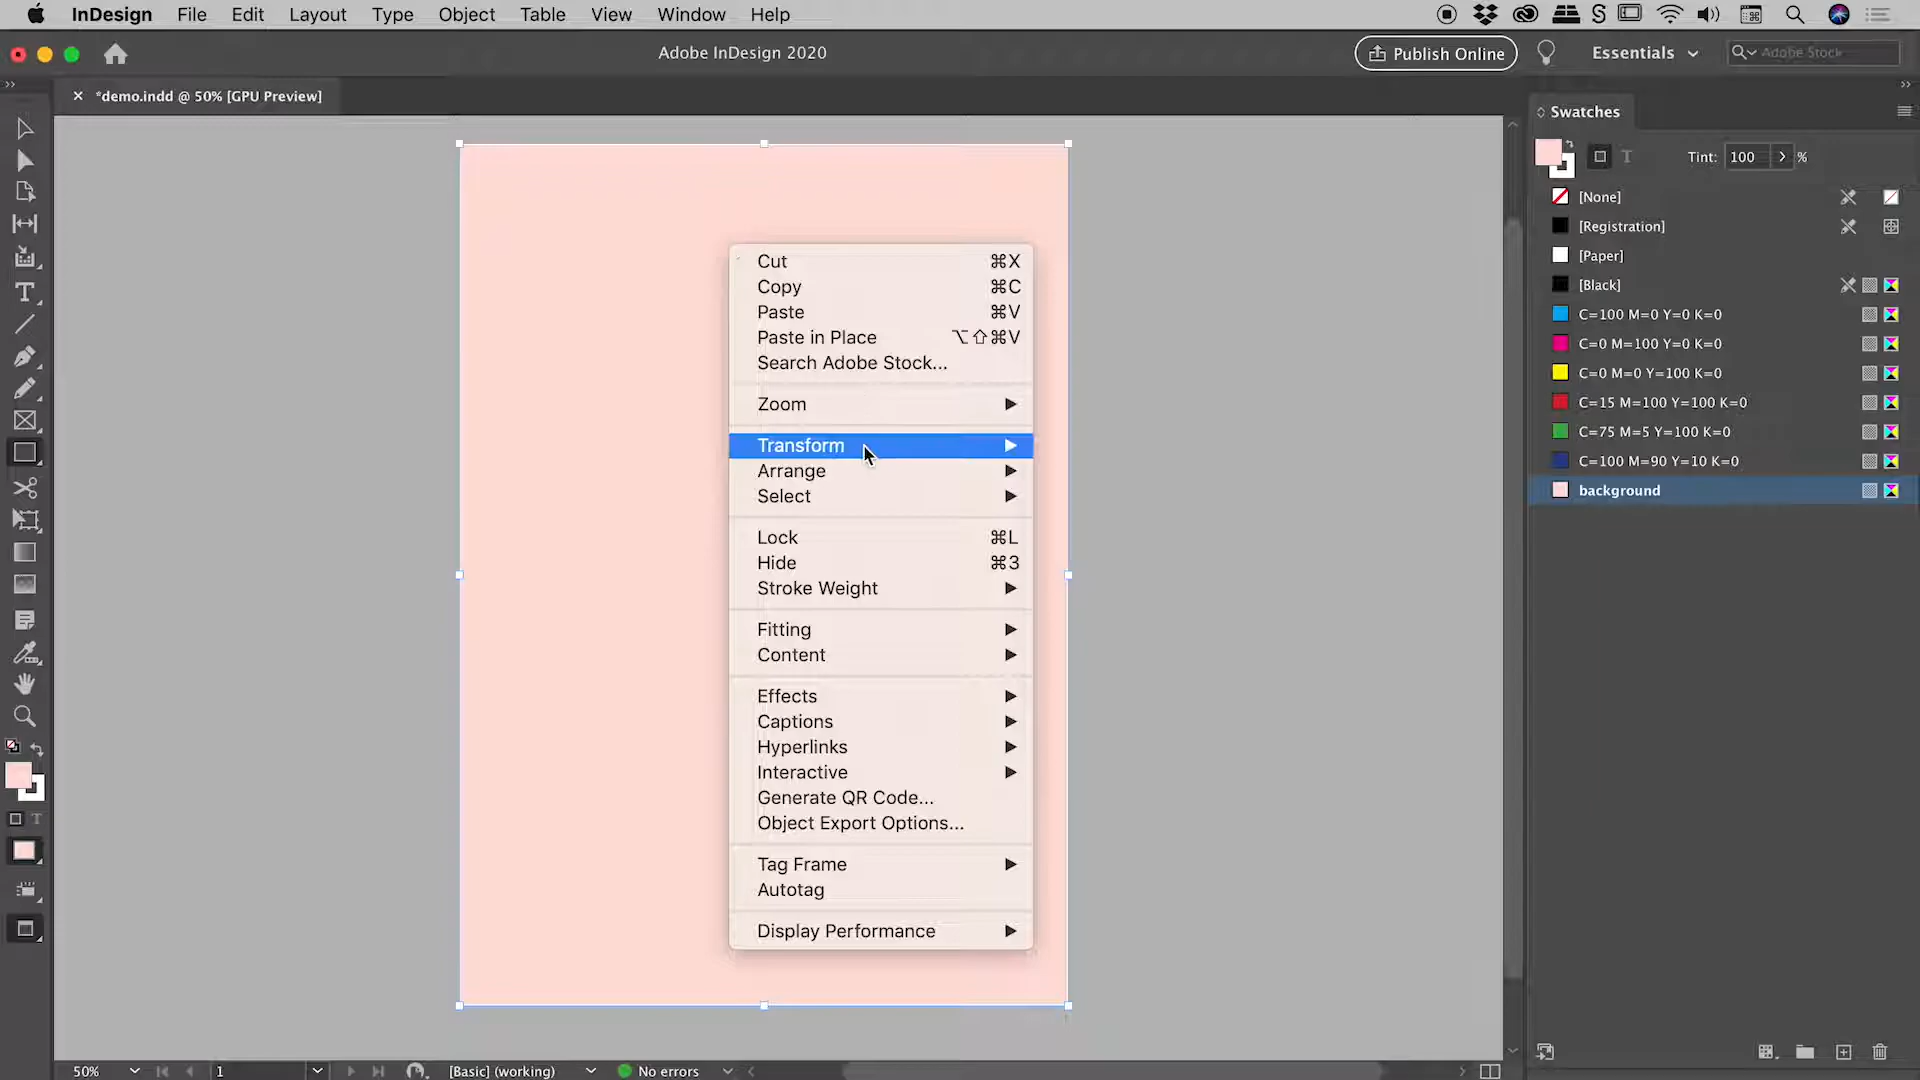 InDesign File Edit Layout Type Object Table View Window Help
Adobe InDesign 2020
Publish Online
Essentials
Adobe Stock
*demo.indd @ 50% [GPU Preview]
Cut ⌘X
Copy ⌘C
Paste ⌘V
Paste in Place ⌥⇧⌘V
Search Adobe Stock...
Zoom
Transform
Arrange
Select
Lock ⌘L
Hide ⌘3
Stroke Weight
Fitting
Content
Effects
Captions
Hyperlinks
Interactive
Generate QR Code...
Object Export Options...
Tag Frame
Autotag
Display Performance
Swatches
T
Tint: 100 %
[None]
[Registration]
[Paper]
[Black]
C=100 M=0 Y=0 K=0
C=0 M=100 Y=0 K=0
C=0 M=0 Y=100 K=0
C=15 M=100 Y=100 K=0
C=75 M=5 Y=100 K=0
C=100 M=90 Y=10 K=0
background
50% 1 [Basic] (working) No errors